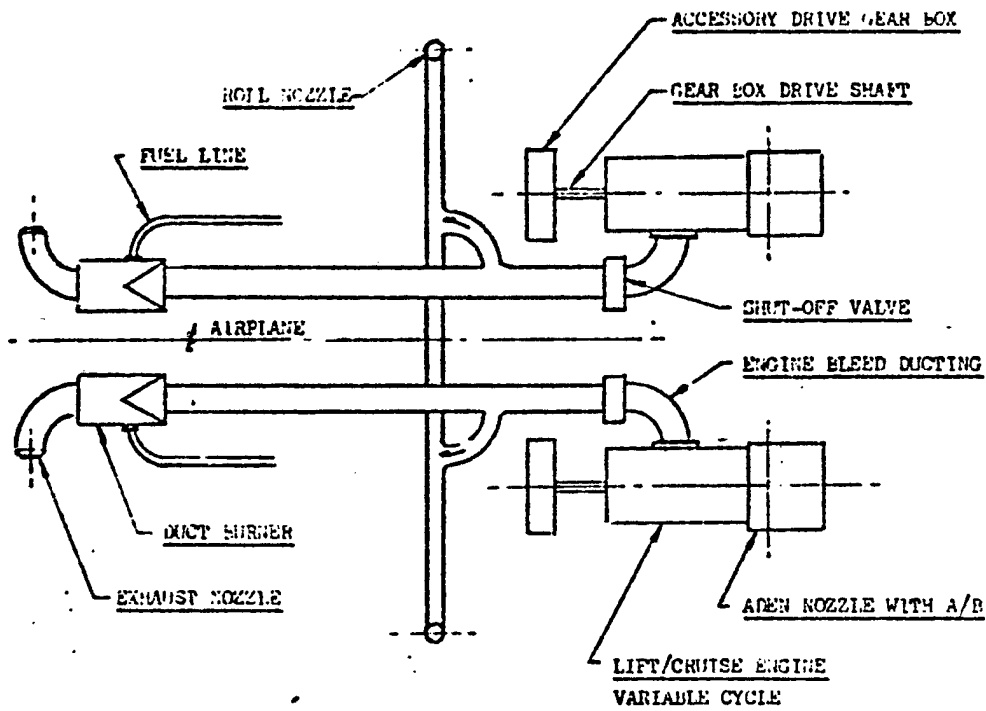 ACCESSORY DRIVE GEAR BOX
ROLL NOZZLE
GEAR BOX DRIVE SHAFT
FUEL LINE
SHUT-OFF VALVE
AIRPLANE
ENGINE BLEED DUCTING
DUCT BURNER
EXHAUST NOZZLE
ADEN NOZZLE WITH A/B
LIFT/CRUISE ENGINE
VARIABLE CYCLE